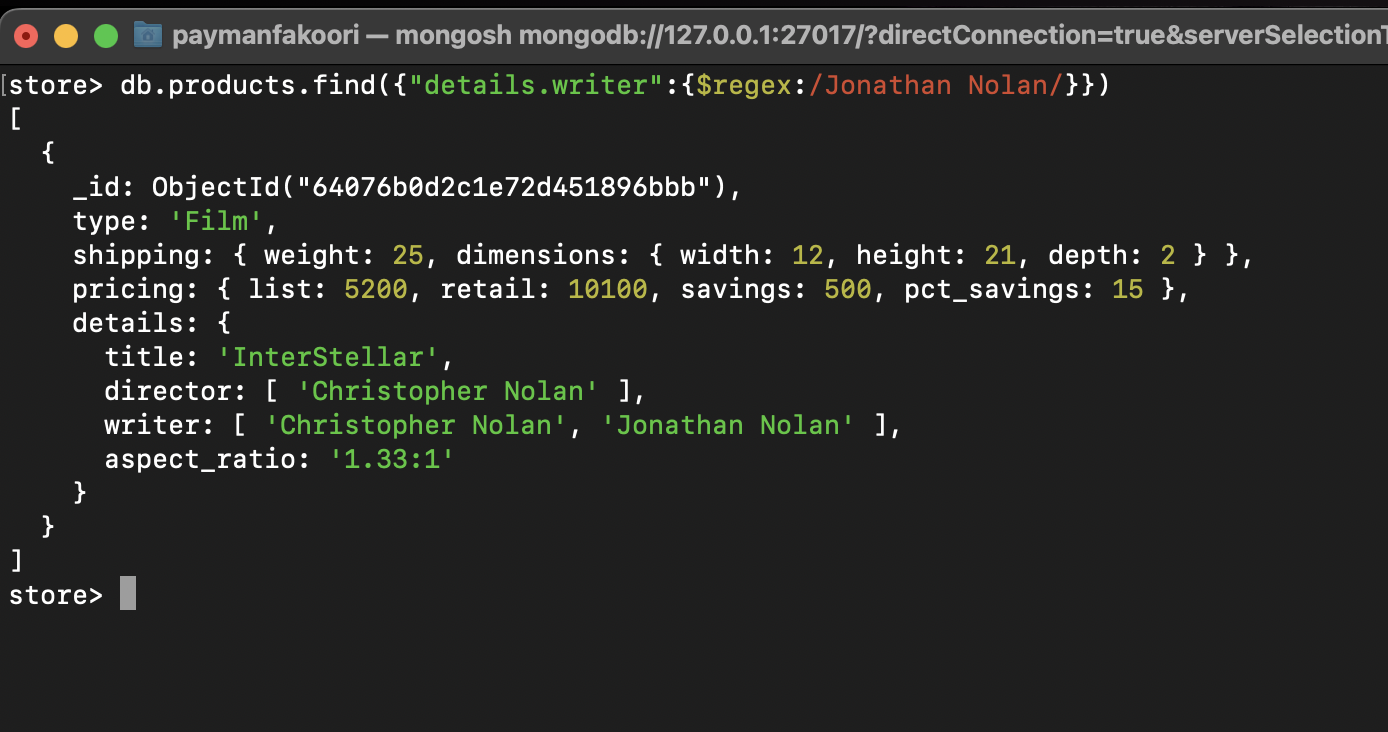 paymanfakoori — mongosh mongodb://127.0.0.1:27017/?directConnection=true&serverSelection
[store> db.products.find({"details.writer":{$regex:/Jonathan Nolan/}})
[
  {
    _id: ObjectId("64076b0d2c1e72d451896bbb"),
    type: 'Film',
    shipping: { weight: 25, dimensions: { width: 12, height: 21, depth: 2 } },
    pricing: { list: 5200, retail: 10100, savings: 500, pct_savings: 15 },
    details: {
      title: 'InterStellar',
      director: [ 'Christopher Nolan' ],
      writer: [ 'Christopher Nolan', 'Jonathan Nolan' ],
      aspect_ratio: '1.33:1'
    }
  }
]
store>